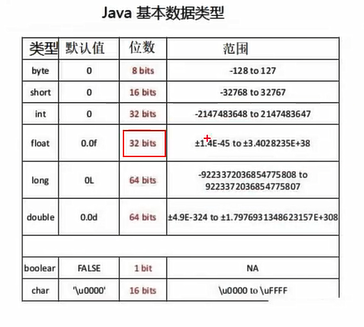 Java 基本数据类型
类型 默认值 位数 范围
byte 0 8 bits -128 to 127
short 0 16 bits -32768 to 32767
int 0 32 bits -2147483648 to 2147483647
float 0.0f 32 bits ±1.4E-45 to ±3.4028235E+38
long 0L 64 bits -9223372036854775808 to
9223372036854775807
double 0.0d 64 bits ±4.9E-324 to ±1.7976931348623157E+308
boolear FALSE 1 bit NA
char '\u0000' 16 bits \u0000 to \uFFFF